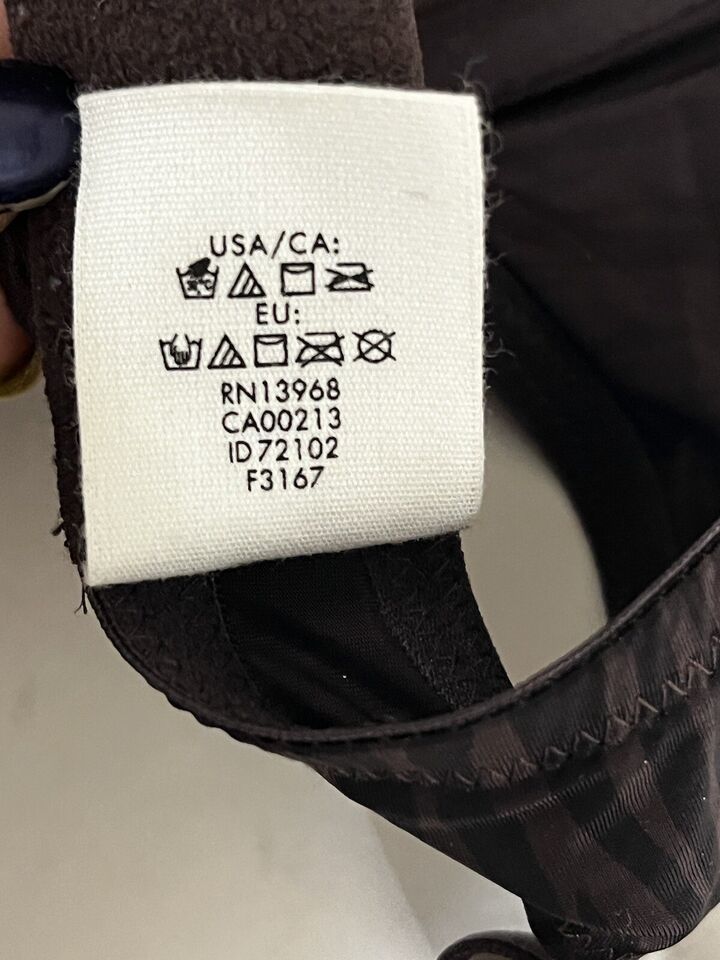 USA/CA:
EU:
RN13968
CA00213
ID72102
F3167